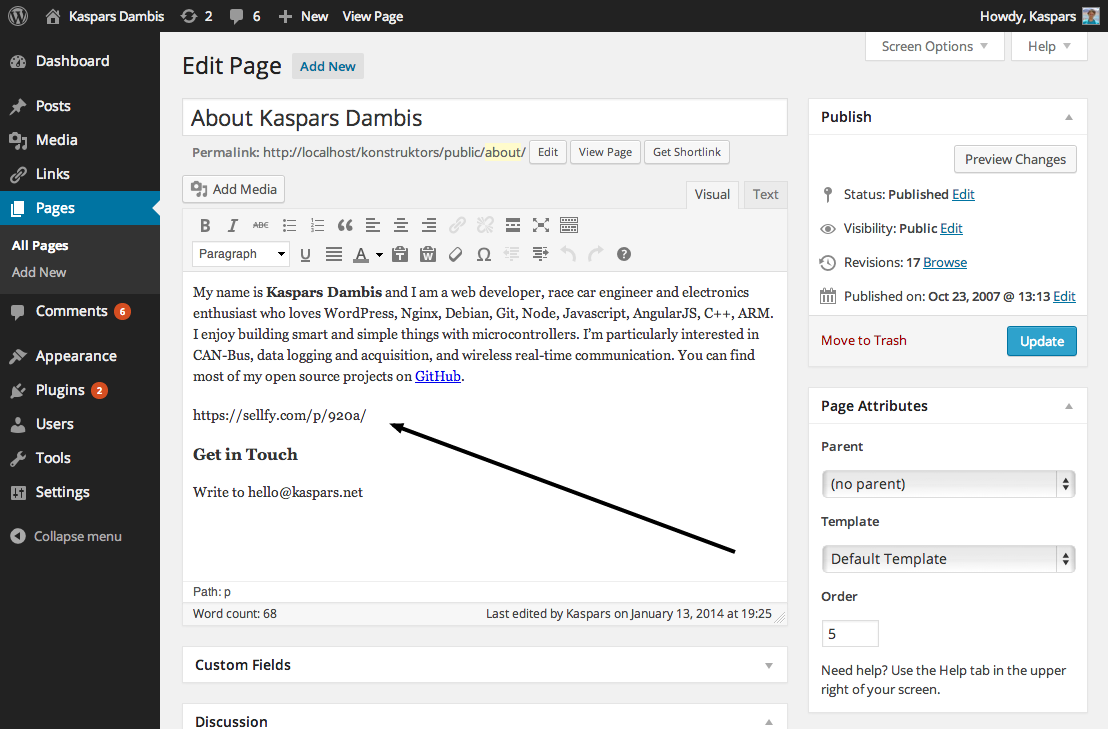 Kaspars Dambis 2 6 New View Page Howdy, Kaspars
Dashboard
Posts
Media
Links
Pages
All Pages
Add New
Comments 6
Appearance
Plugins 2
Users
Tools
Settings
Collapse menu
Screen Options Help
Edit Page Add New
About Kaspars Dambis
Permalink: http://localhost/konstruktors/public/about/ Edit View Page Get Shortlink
Add Media Visual Text
B I ABC
Paragraph U A T W Ω ?
My name is Kaspars Dambis and I am a web developer, race car engineer and electronics
enthusiast who loves WordPress, Nginx, Debian, Git, Node, Javascript, AngularJS, C++, ARM.
I enjoy building smart and simple things with microcontrollers. I'm particularly interested in
CAN-Bus, data logging and acquisition, and wireless real-time communication. You can find
most of my open source projects on GitHub.
https://sellfy.com/p/920a/
Get in Touch
Write to hello@kaspars.net
Path: p
Word count: 68 Last edited by Kaspars on January 13, 2014 at 19:25
Custom Fields
Discussion
Publish
Preview Changes
Status: Published Edit
Visibility: Public Edit
Revisions: 17 Browse
Published on: Oct 23, 2007 @ 13:13 Edit
Move to Trash Update
Page Attributes
Parent
(no parent)
Template
Default Template
Order
5
Need help? Use the Help tab in the upper
right of your screen.